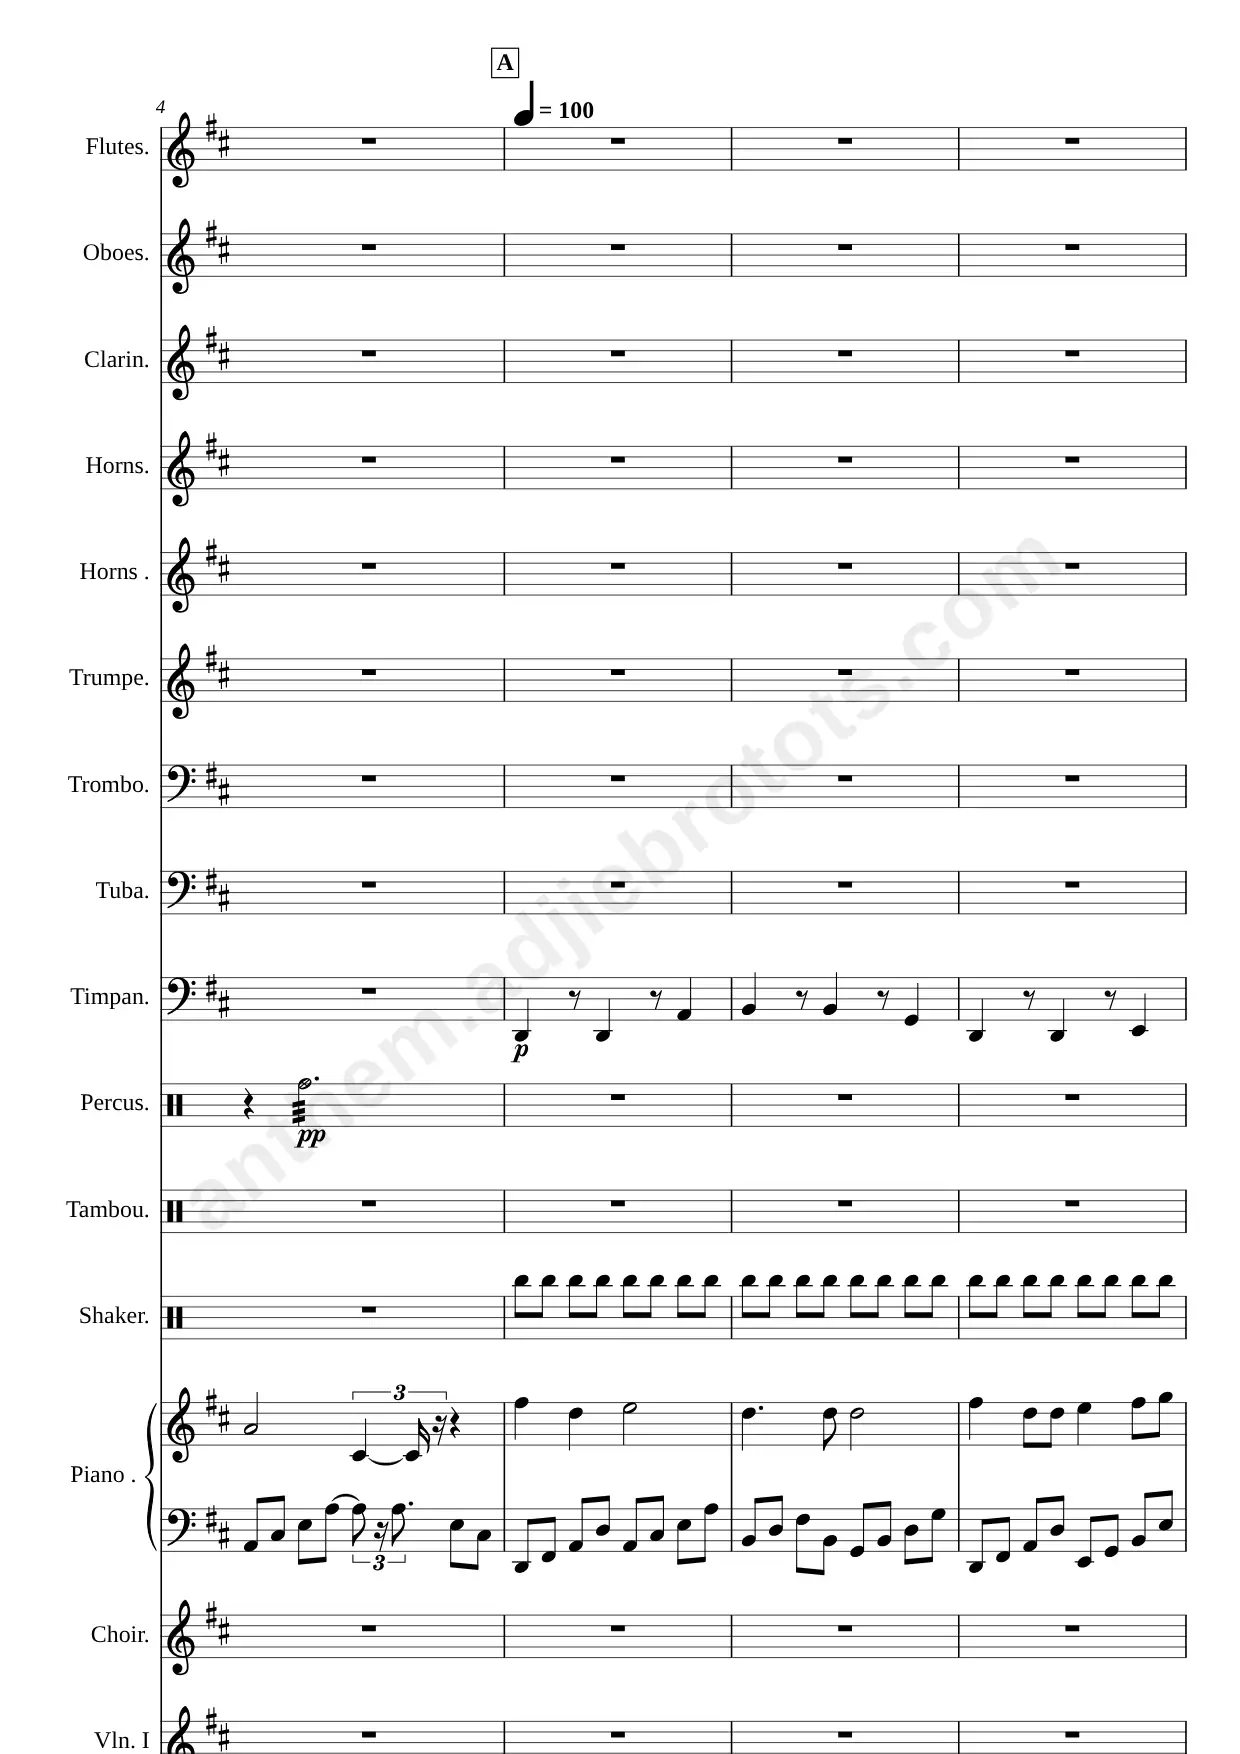 A
4
= 100
Flutes.
Oboes.
Clarin.
Horns.
Horns .
Trumpe.
Trombo.
Tuba.
Timpan.
p
Percus.
pp
Tambou.
Shaker.
3
Piano .
3
Choir.
Vln. I
anthem.adjiebrotots.com